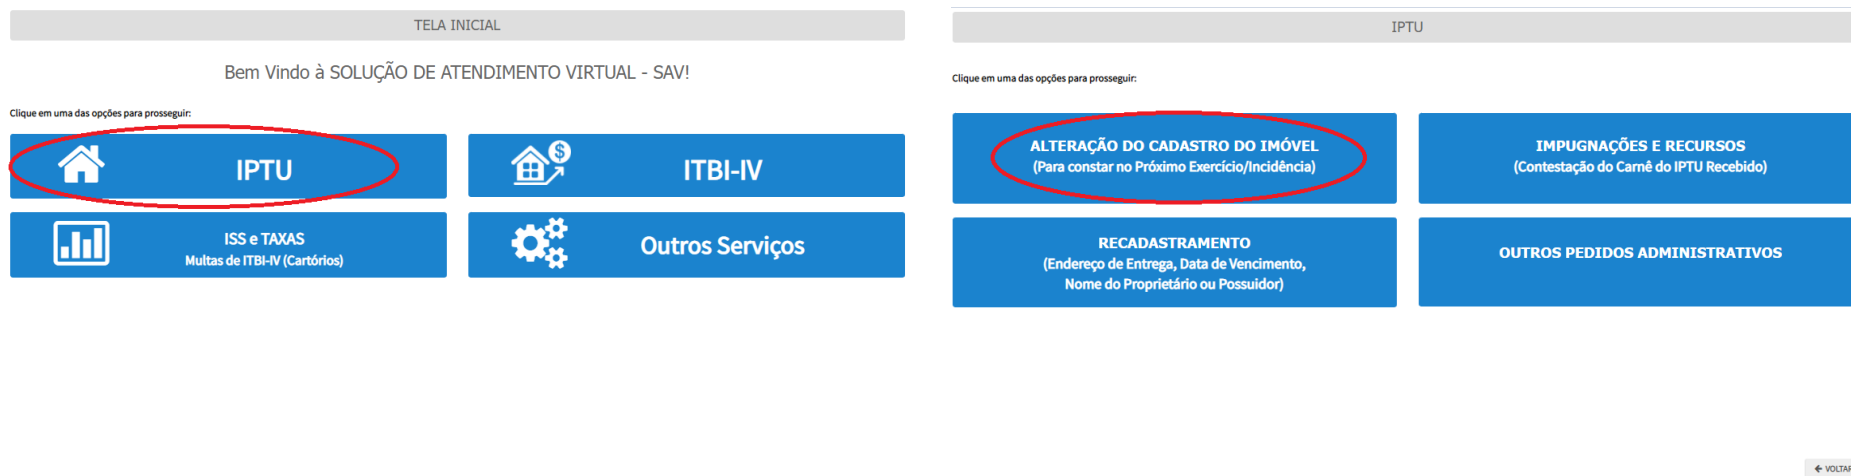 TELA INICIAL
Bem Vindo à SOLUÇÃO DE ATENDIMENTO VIRTUAL - SAV!
Clique em uma das opções para prosseguir:
IPTU
ITBI-IV
ISS e TAXAS
Multas de ITBI-IV (Cartórios)
Outros Serviços
IPTU
Clique em uma das opções para prosseguir:
ALTERAÇÃO DO CADASTRO DO IMÓVEL
(Para constar no Próximo Exercício/Incidência)
IMPUGNAÇÕES E RECURSOS
(Contestação do Carnê do IPTU Recebido)
RECADASTRAMENTO
(Endereço de Entrega, Data de Vencimento,
Nome do Proprietário ou Possuidor)
OUTROS PEDIDOS ADMINISTRATIVOS
VOLTAR